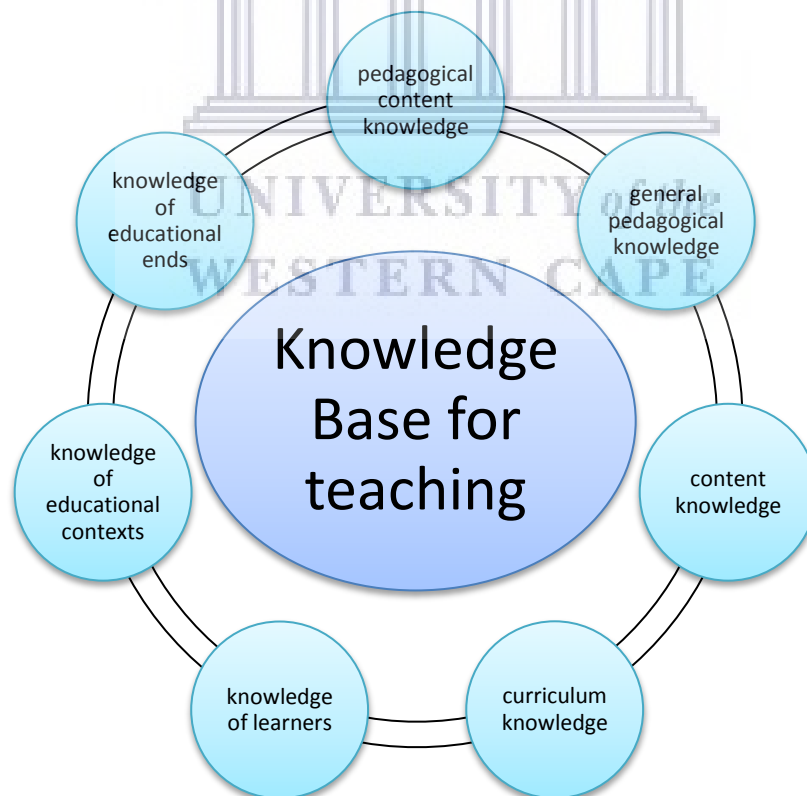 pedagogical
content
knowledge
general
pedagogical
knowledge
content
knowledge
curriculum
knowledge
knowledge
of learners
knowledge
of
educational
contexts
knowledge
of
educational
ends
Knowledge
Base for
teaching
UNIVERSITY of the
WESTERN CAPE